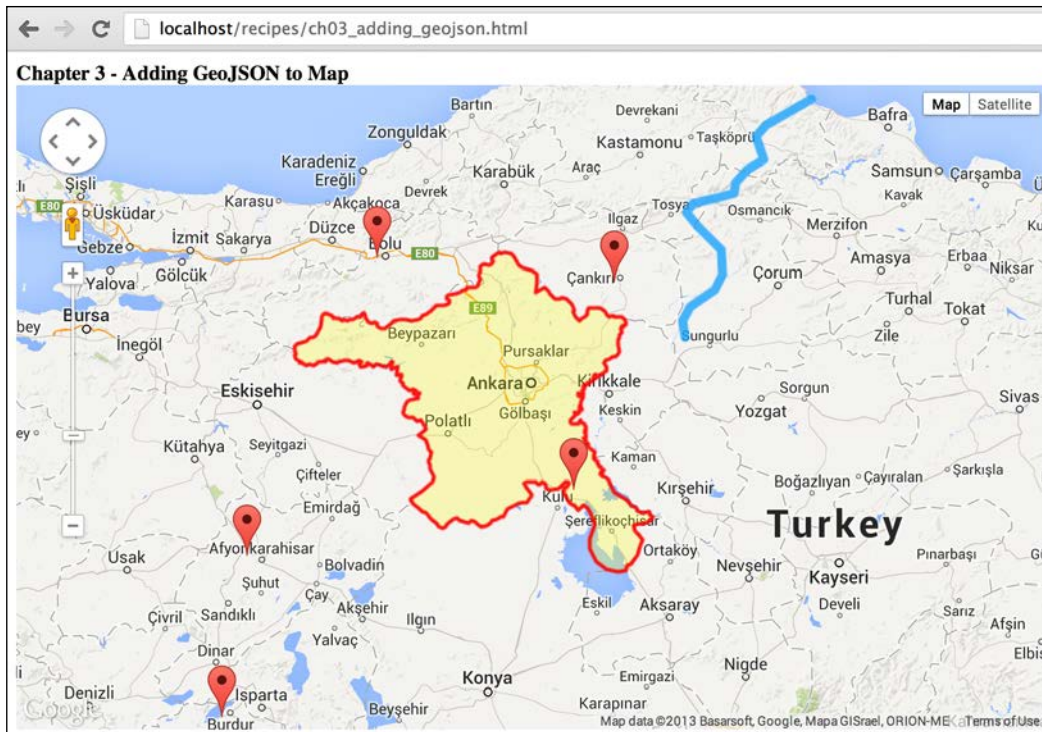 localhost/recipes/ch03_adding_geojson.html
Chapter 3 - Adding GeoJSON to Map
Map
Satellite
Bartın
Devrekani
Bafra
Zonguldak
Kastamonu
Taşköprü
Karadeniz
Ereğli
Karabük
Araç
Samsun
Çarşamba
Şişli
Devrek
Kavak
E80
Üsküdar
Karasu
Akçakoca
Tosya
Osmancık
Ilgaz
Merzifon
Düzce
Gebze
İzmit
Sakarya
Bolu
E80
Gölcük
Çankırı
Çorum
Amasya
Erbaa
Niksar
Yalova
Bursa
E89
Turhal
Tokat
Beypazarı
Sungurlu
Zile
İnegöl
Pursaklar
Ankara
Kırıkkale
Eskisehir
Gölbaşı
Keskin
Sorgun
Yozgat
Sivas
Polatlı
Kütahya
Seyitgazi
Kaman
Çifteler
Boğazlıyan
Çayıralan
Şarkışla
Kulu
Kırşehir
Emirdağ
Şereflikoçhisar
Turkey
Afyonkarahisar
Ortaköy
Uşak
Bolvadin
Nevşehir
Kayseri
Pınarbaşı
Şuhut
Çay
Eskil
Aksaray
Develi
Sandıklı
Akşehir
Ilgın
Sarız
Çivril
Yalvaç
Afşin
Dinar
Elbis
Niğde
Konya
Emirgazi
Denizli
Isparta
Karapınar
Beyşehir
Burdur
Google
Map data ©2013 Basarsoft, Google, Mapa GISrael, ORION-ME
Terms of Use